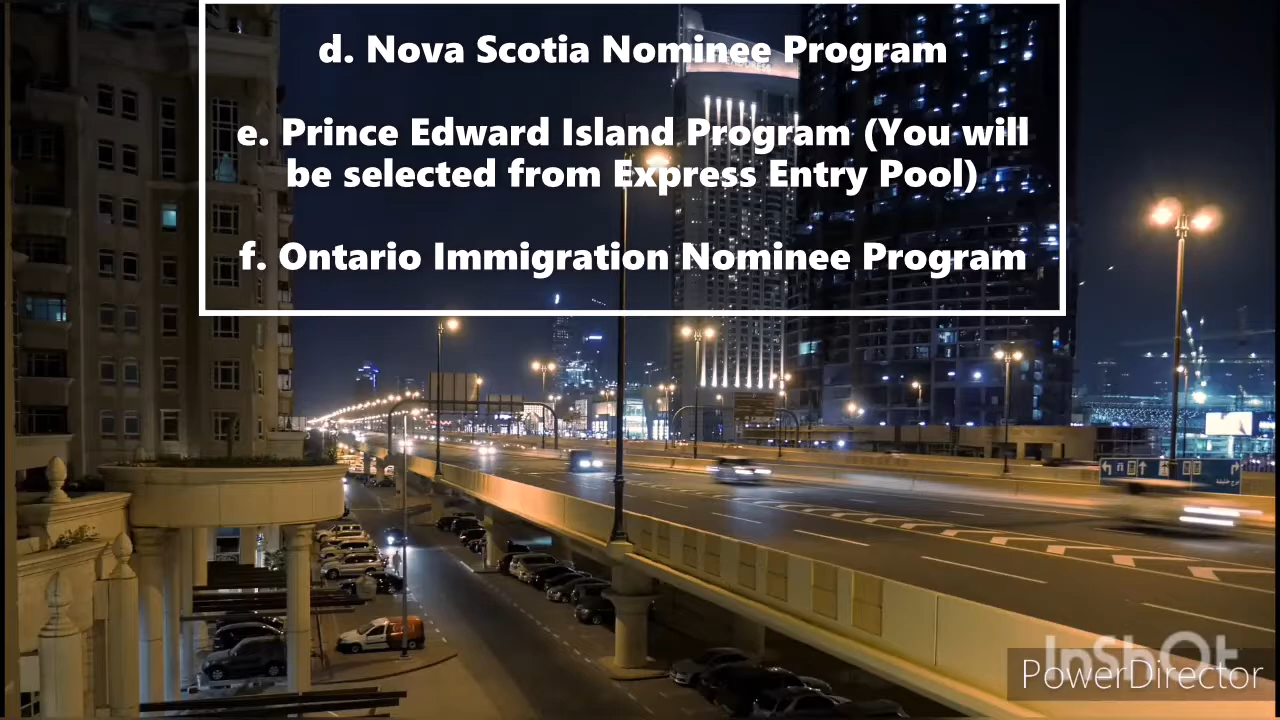 d. Nova Scotia Nominee Program
e. Prince Edward Island Program (You will
be selected from Express Entry Pool)
f. Ontario Immigration Nominee Program
InShOt
PowerDirector